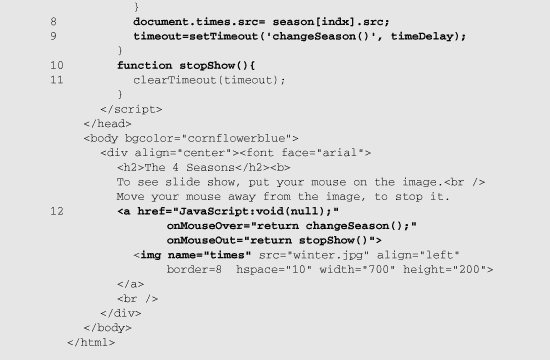 }
8 document.times.src= season[indx].src;
9 timeout=setTimeout('changeSeason()', timeDelay);
}
10 function stopShow(){
11 clearTimeout(timeout);
}
</script>
</head>
<body bgcolor="cornflowerblue">
<div align="center"><font face="arial">
<h2>The 4 Seasons</h2><b>
To see slide show, put your mouse on the image.<br />
Move your mouse away from the image, to stop it.
12 <a href="JavaScript:void(null);"
onMouseOver="return changeSeason();"
onMouseOut="return stopShow()">
<img name="times" src="winter.jpg" align="left"
border=8 hspace="10" width="700" height="200">
</a>
<br />
</div>
</body>
</html>